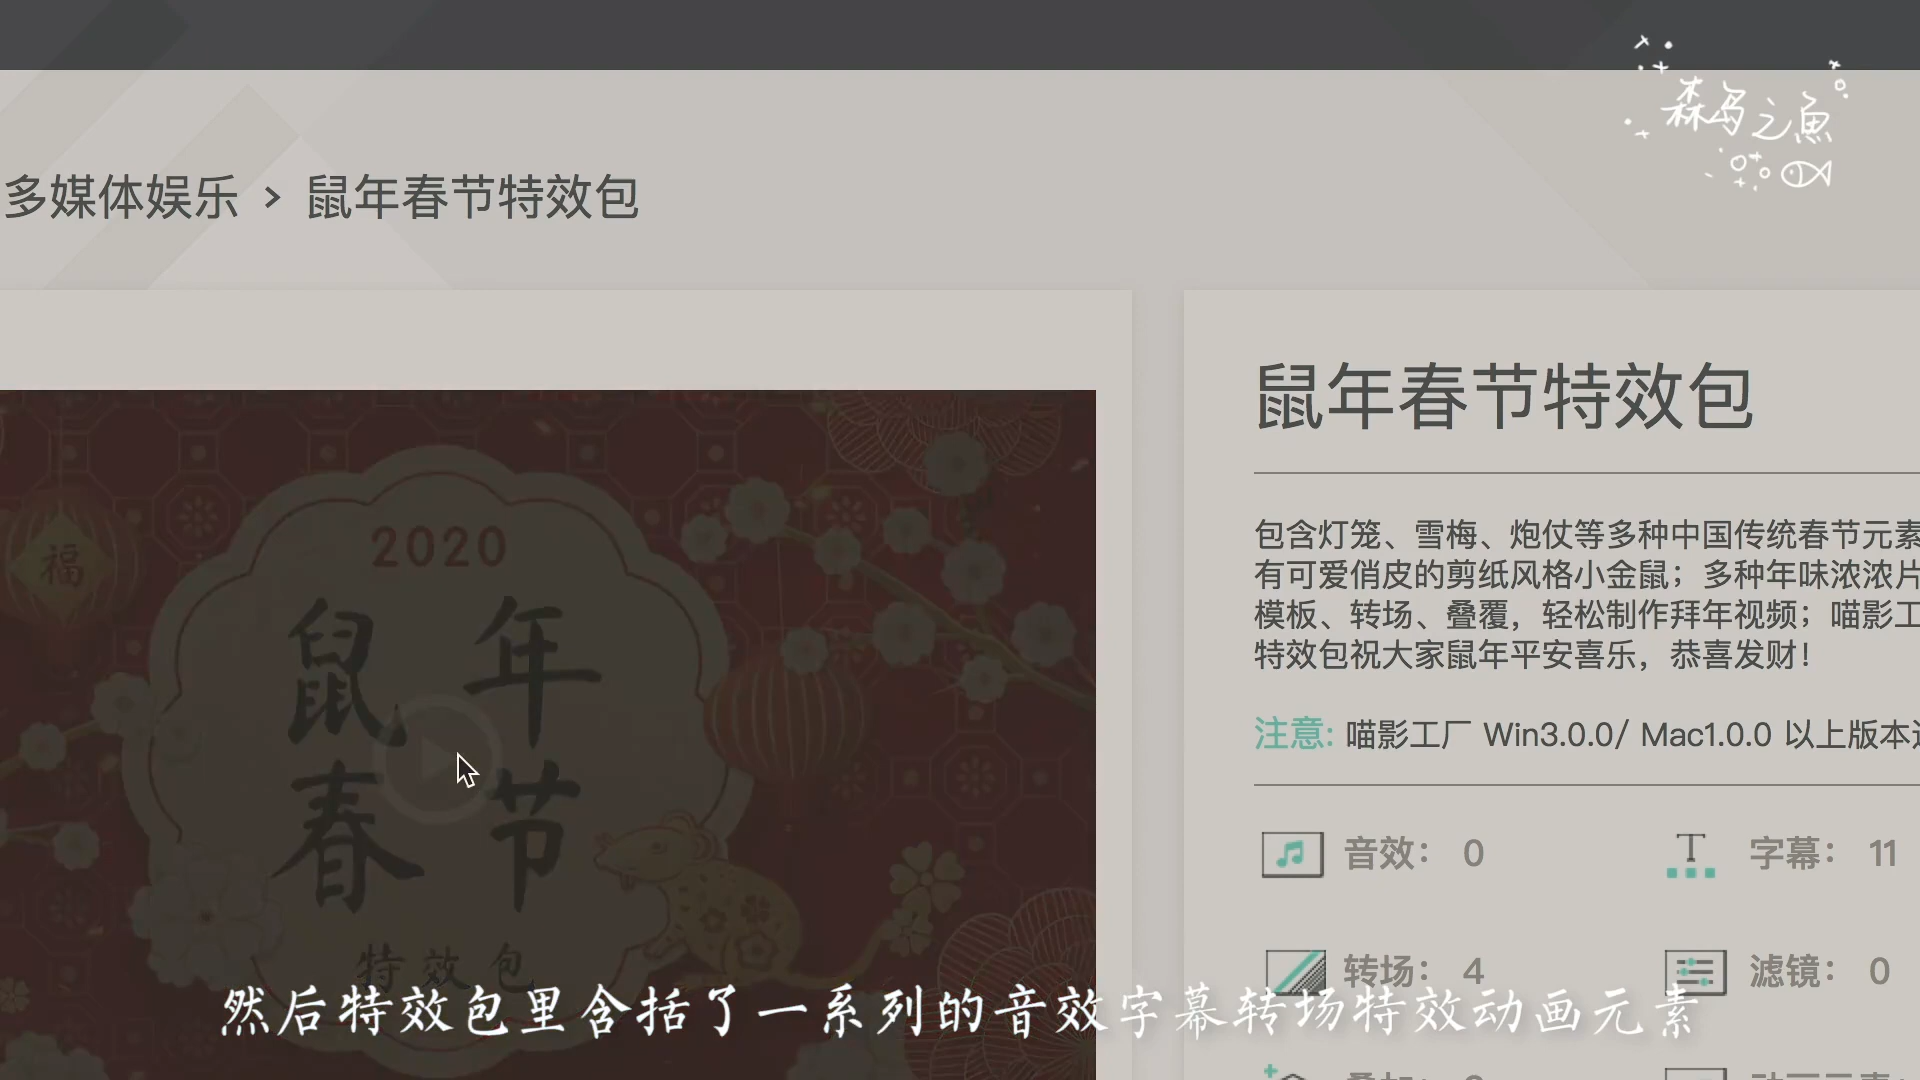 森岛之鱼
多媒体娱乐 › 鼠年春节特效包
福
2020
鼠年
春节
特效包
鼠年春节特效包
包含灯笼、雪梅、炮仗等多种中国传统春节元素
有可爱俏皮的剪纸风格小金鼠；多种年味浓浓片
模板、转场、叠覆，轻松制作拜年视频；喵影工
特效包祝大家鼠年平安喜乐，恭喜发财！
注意: 喵影工厂 Win3.0.0/ Mac1.0.0 以上版本
音效： 0
字幕： 11
转场： 4
滤镜： 0
然后特效包里含括了一系列的音效字幕转场特效动画元素